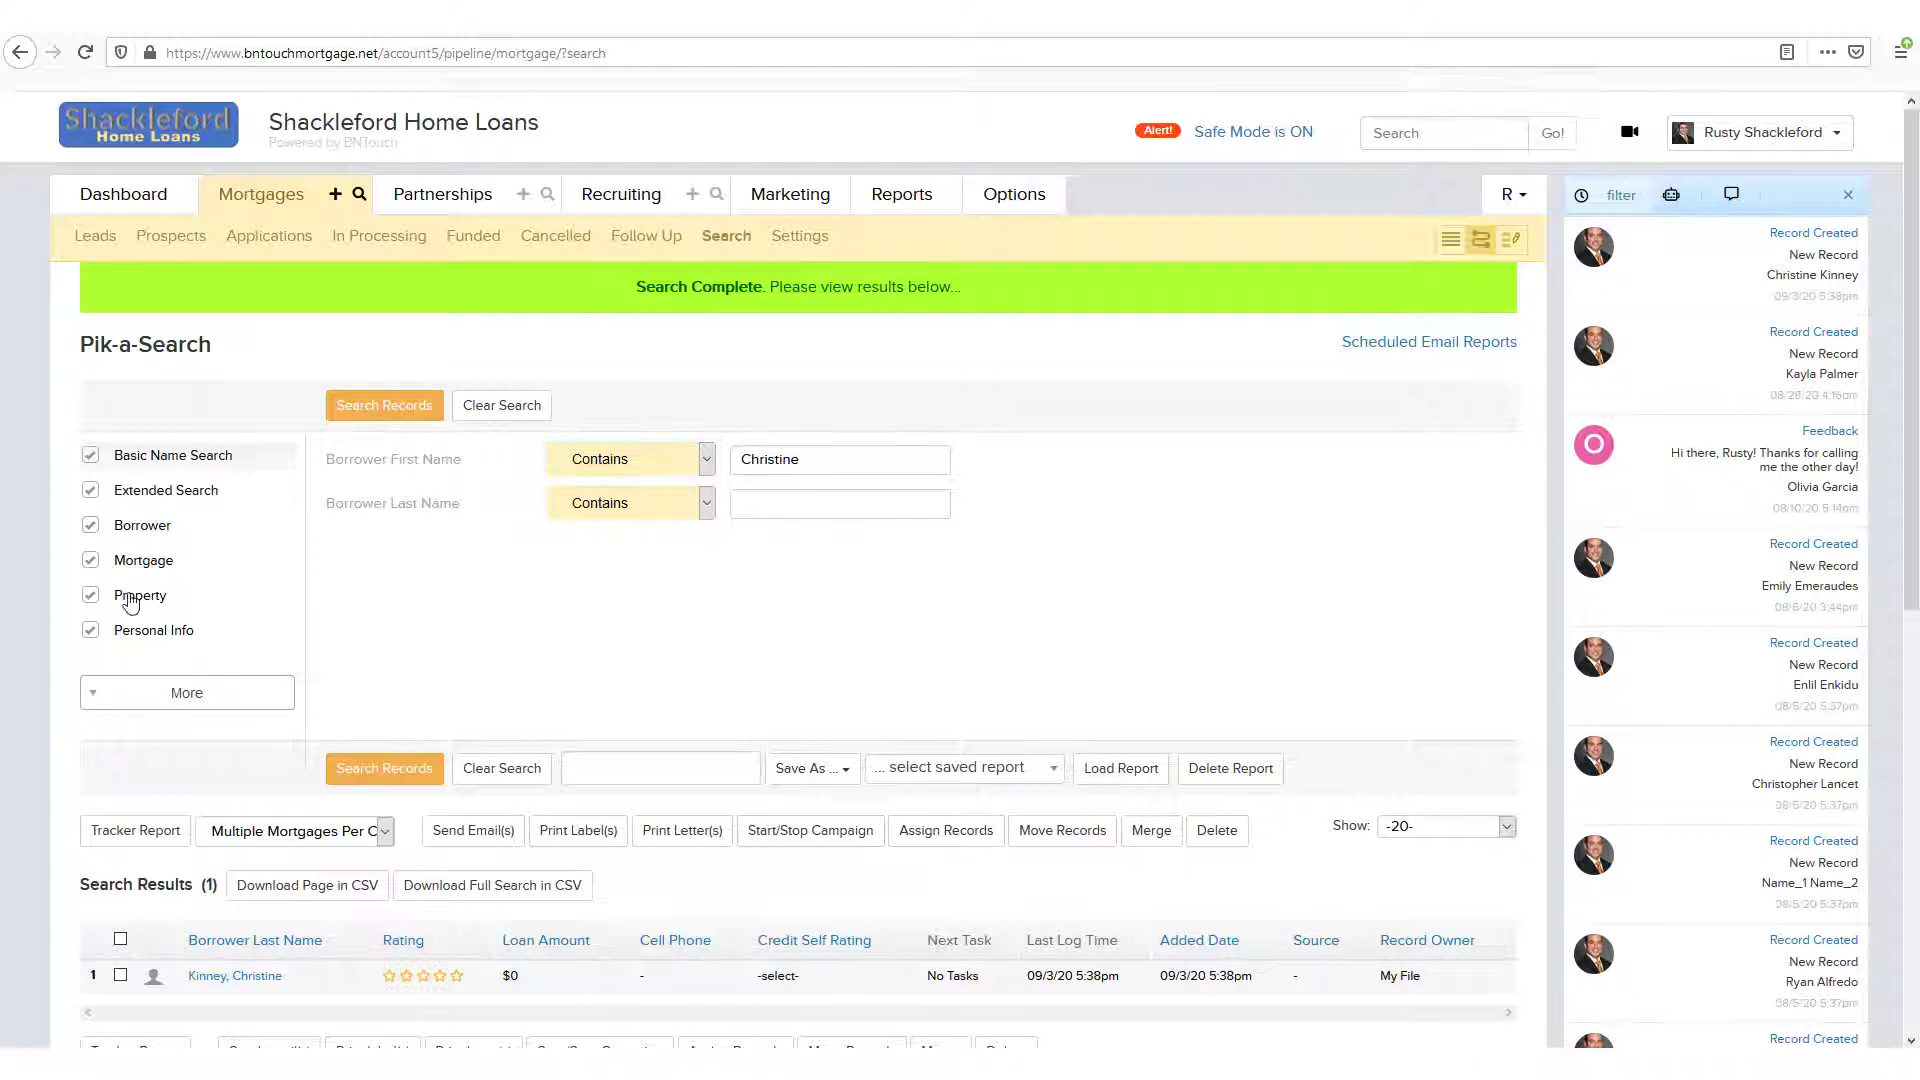 https://www.bntouchmortgage.net/account5/pipeline/mortgage/?search
Shackleford
Home Loans
Shackleford Home Loans
Powered by BNTouch
Alert! Safe Mode is ON
Search Go!
Rusty Shackleford
Dashboard Mortgages Partnerships Recruiting Marketing Reports Options R
Leads Prospects Applications In Processing Funded Cancelled Follow Up Search Settings
Search Complete. Please view results below...
Pik-a-Search
Scheduled Email Reports
Search Records Clear Search
Basic Name Search
Extended Search
Borrower
Mortgage
Property
Personal Info
More
Borrower First Name Contains Christine
Borrower Last Name Contains
Search Records Clear Search Save As ... ... select saved report Load Report Delete Report
Tracker Report Multiple Mortgages Per C Send Email(s) Print Label(s) Print Letter(s) Start/Stop Campaign Assign Records Move Records Merge Delete Show: -20-
Search Results (1) Download Page in CSV Download Full Search in CSV
Borrower Last Name Rating Loan Amount Cell Phone Credit Self Rating Next Task Last Log Time Added Date Source Record Owner
1 Kinney, Christine $0 - -select- No Tasks 09/3/20 5:38pm 09/3/20 5:38pm - My File
filter
Record Created
New Record
Christine Kinney
09/3/20 5:38pm
Record Created
New Record
Kayla Palmer
08/28/20 4:16pm
O
Feedback
Hi there, Rusty! Thanks for calling
me the other day!
Olivia Garcia
08/10/20 5:14pm
Record Created
New Record
Emily Emeraudes
08/6/20 3:44pm
Record Created
New Record
Enlil Enkidu
08/5/20 5:37pm
Record Created
New Record
Christopher Lancet
08/5/20 5:37pm
Record Created
New Record
Name_1 Name_2
08/5/20 5:37pm
Record Created
New Record
Ryan Alfredo
08/5/20 5:37pm
Record Created